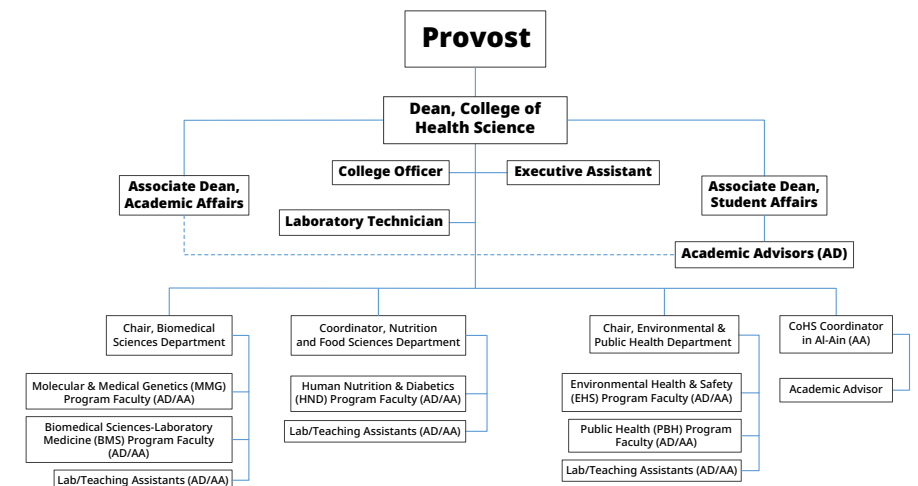 Provost
Dean, College of
Health Science
College Officer
Executive Assistant
Associate Dean,
Academic Affairs
Associate Dean,
Student Affairs
Laboratory Technician
Academic Advisors (AD)
Chair, Biomedical
Sciences Department
Coordinator, Nutrition
and Food Sciences Department
Chair, Environmental &
Public Health Department
CoHS Coordinator
in Al-Ain (AA)
Molecular & Medical Genetics (MMG)
Program Faculty (AD/AA)
Human Nutrition & Diabetics
(HND) Program Faculty (AD/AA)
Environmental Health & Safety
(EHS) Program Faculty (AD/AA)
Academic Advisor
Biomedical Sciences-Laboratory
Medicine (BMS) Program Faculty
(AD/AA)
Lab/Teaching Assistants (AD/AA)
Public Health (PBH) Program
Faculty (AD/AA)
Lab/Teaching Assistants (AD/AA)
Lab/Teaching Assistants (AD/AA)